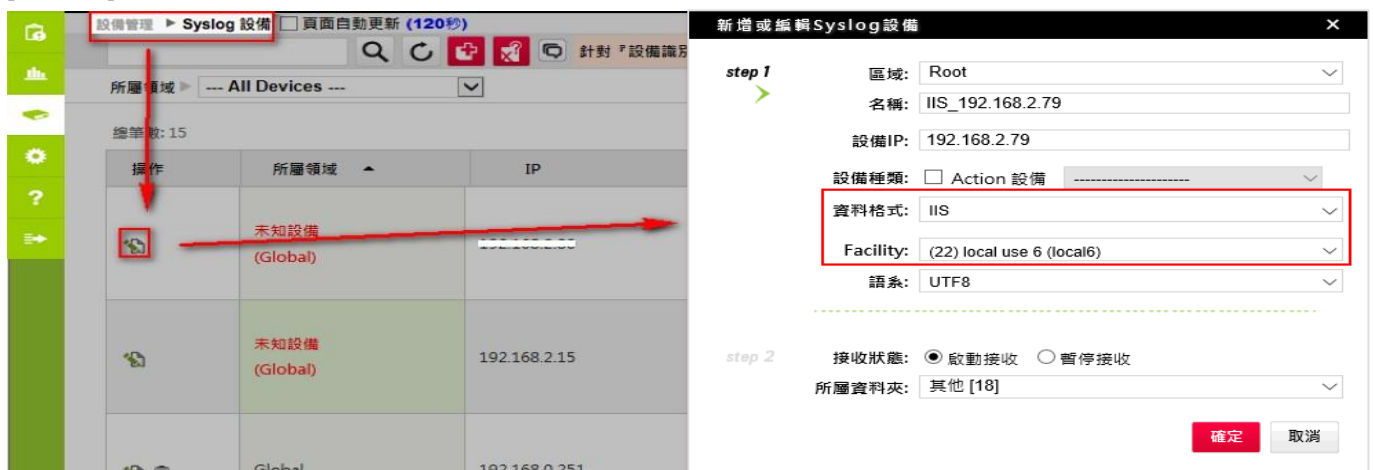 設備管理 ▶ Syslog 設備 頁面自動更新 (120秒)
針對『設備識別
所屬領域 ▶ --- All Devices ---
總筆數: 15
操作 所屬領域 IP
未知設備
(Global)
未知設備
(Global)
192.168.2.15
Global 192.168.0.251
新增或編輯Syslog設備 ×
step 1
區域: Root
名稱: IIS_192.168.2.79
設備IP: 192.168.2.79
設備種類: Action 設備 ---------------------
資料格式: IIS
Facility: (22) local use 6 (local6)
語系: UTF8
step 2
接收狀態: 啟動接收 暫停接收
所屬資料夾: 其他 [18]
確定 取消